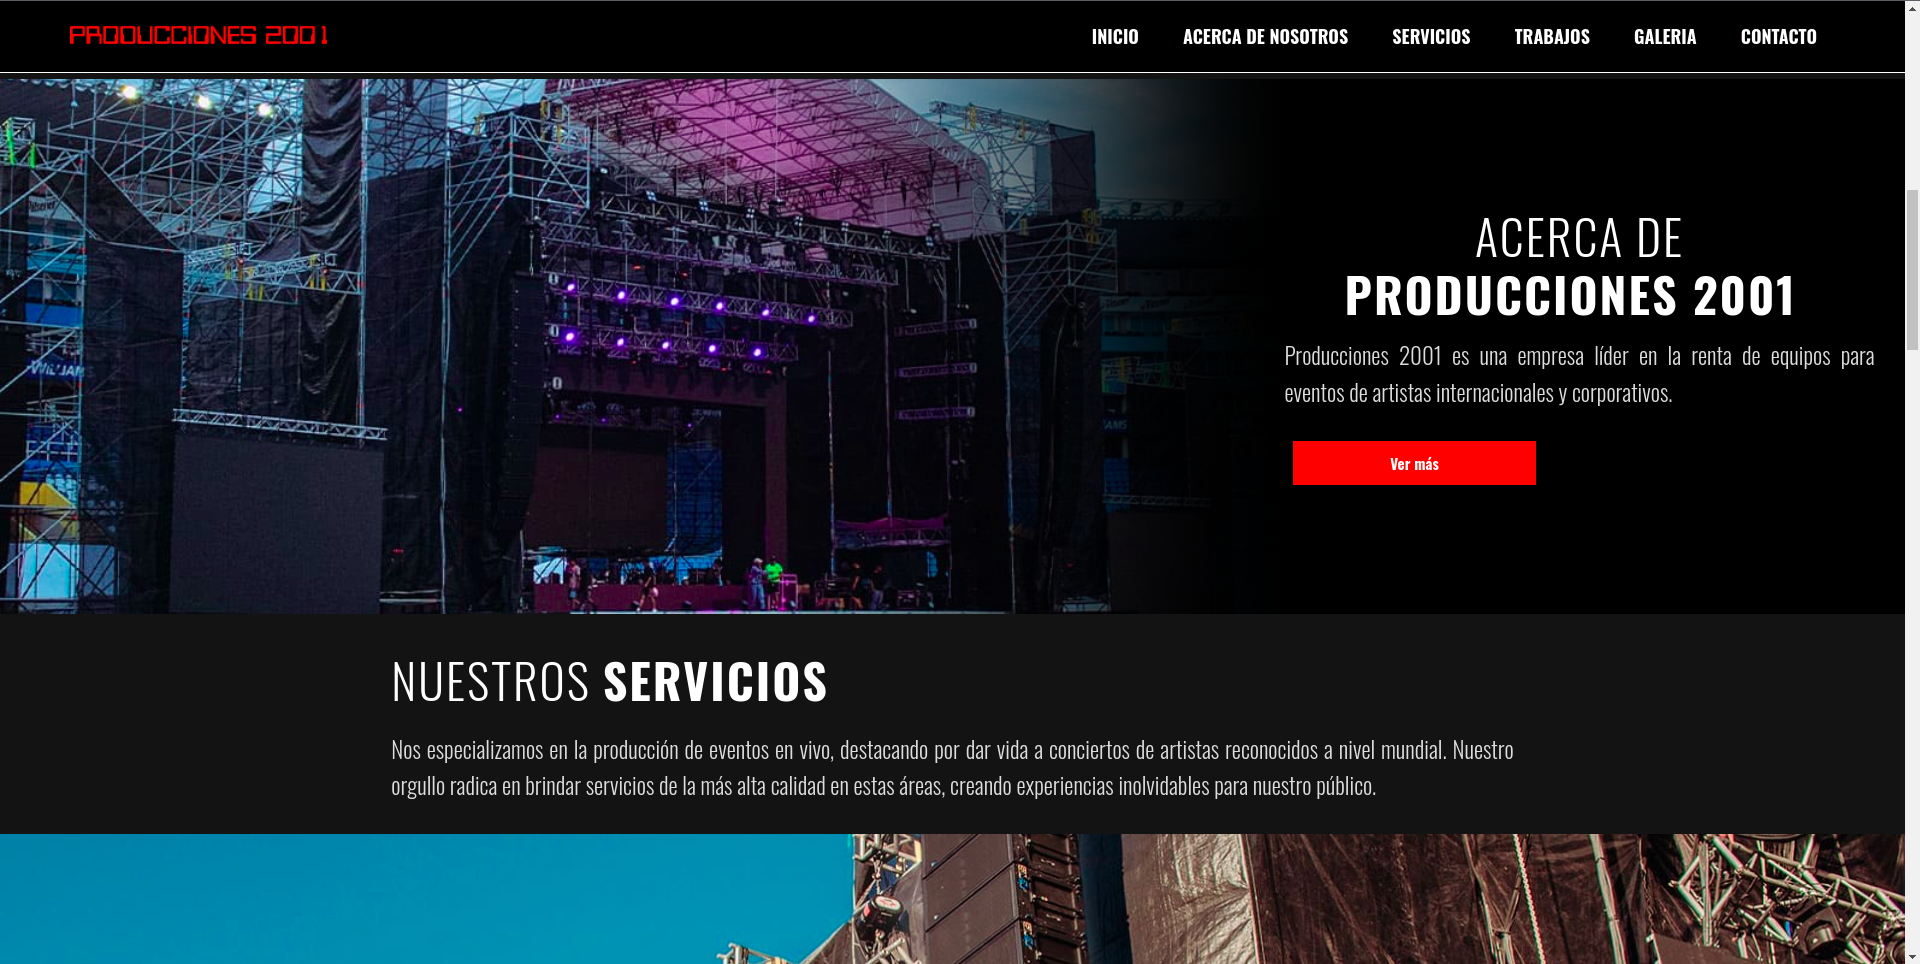 PRODUCCIONES 2001
INICIO ACERCA DE NOSOTROS SERVICIOS TRABAJOS GALERIA CONTACTO
ACERCA DE
PRODUCCIONES 2001
Producciones 2001 es una empresa líder en la renta de equipos para
eventos de artistas internacionales y corporativos.
Ver más
NUESTROS SERVICIOS
Nos especializamos en la producción de eventos en vivo, destacando por dar vida a conciertos de artistas reconocidos a nivel mundial. Nuestro
orgullo radica en brindar servicios de la más alta calidad en estas áreas, creando experiencias inolvidables para nuestro público.